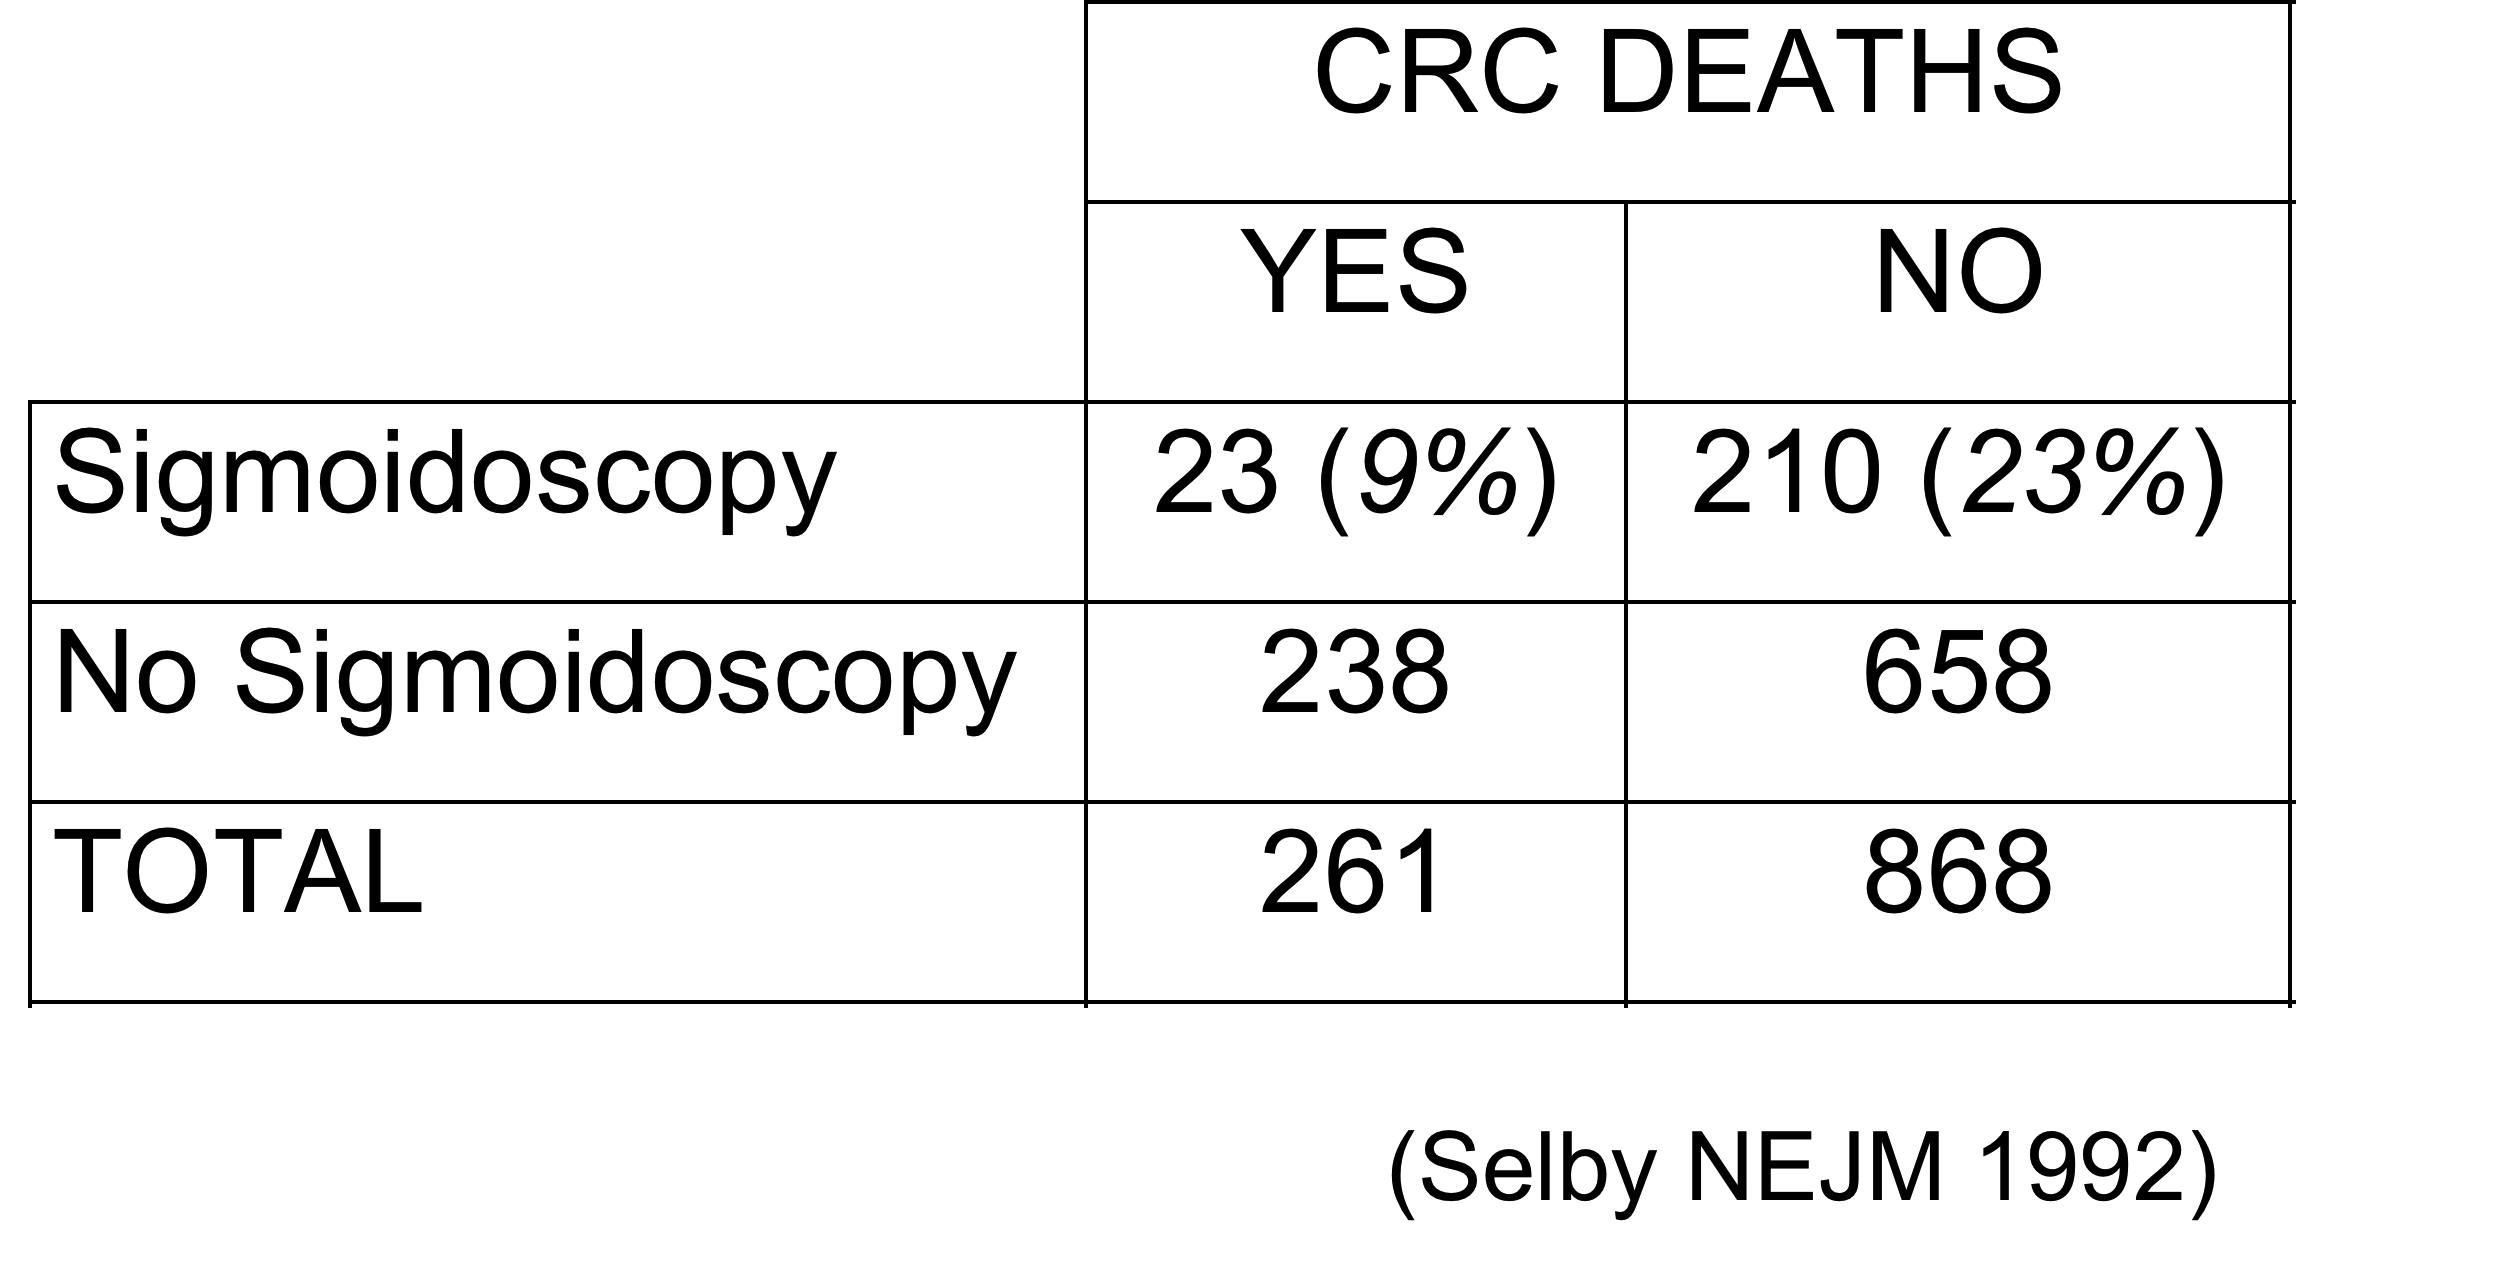 CRC DEATHS
YES NO
Sigmoidoscopy 23 (9%) 210 (23%)
No Sigmoidoscopy 238 658
TOTAL 261 868
(Selby NEJM 1992)